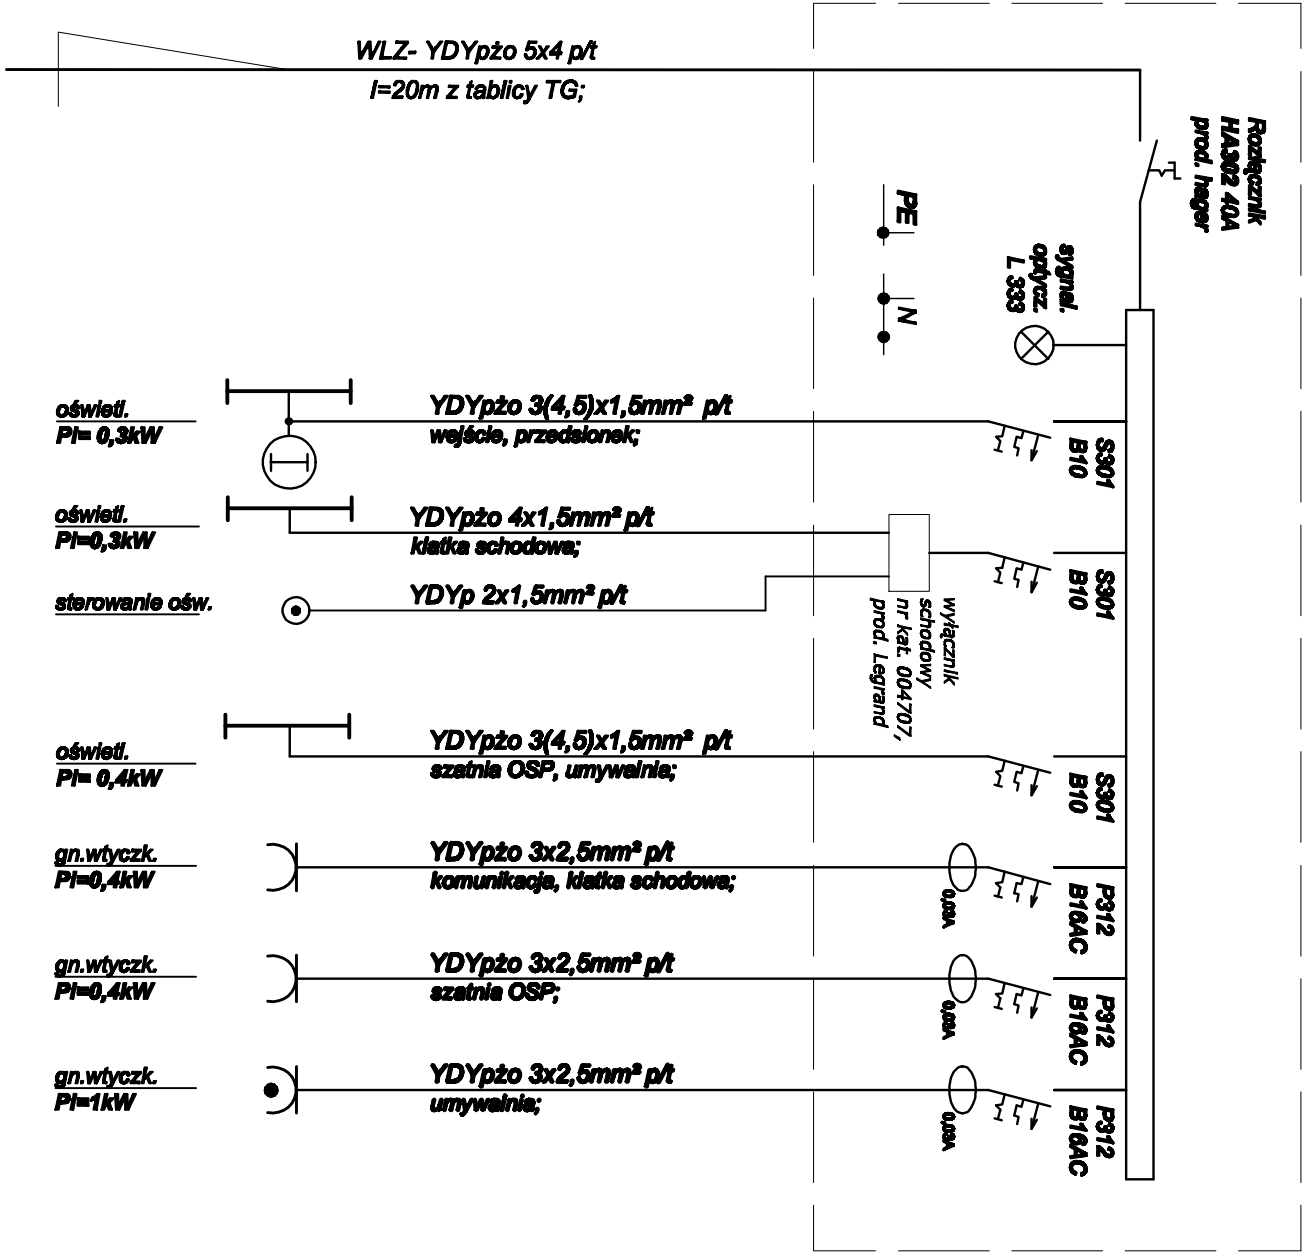 WLZ- YDYpżo 5x4 p/t
l=20m z tablicy TG;
Rozłącznik
HA302 40A
prod. hager
PE
N
sygnal.
optycz.
L 333
oświetl.
Pi= 0,3kW
YDYpżo 3(4,5)x1,5mm² p/t
wejście, przedsionek;
S301
B10
oświetl.
Pi=0,3kW
YDYpżo 4x1,5mm² p/t
klatka schodowa;
S301
B10
sterowanie ośw.
YDYp 2x1,5mm² p/t
wyłącznik
schodowy
nr kat. 004707,
prod. Legrand
oświetl.
Pi= 0,4kW
YDYpżo 3(4,5)x1,5mm² p/t
szatnia OSP, umywalnia;
S301
B10
gn.wtyczk.
Pi=0,4kW
YDYpżo 3x2,5mm² p/t
komunikacja, klatka schodowa;
0,03A
P312
B16AC
gn.wtyczk.
Pi=0,4kW
YDYpżo 3x2,5mm² p/t
szatnia OSP;
0,03A
P312
B16AC
gn.wtyczk.
Pi=1kW
YDYpżo 3x2,5mm² p/t
umywalnia;
0,03A
P312
B16AC